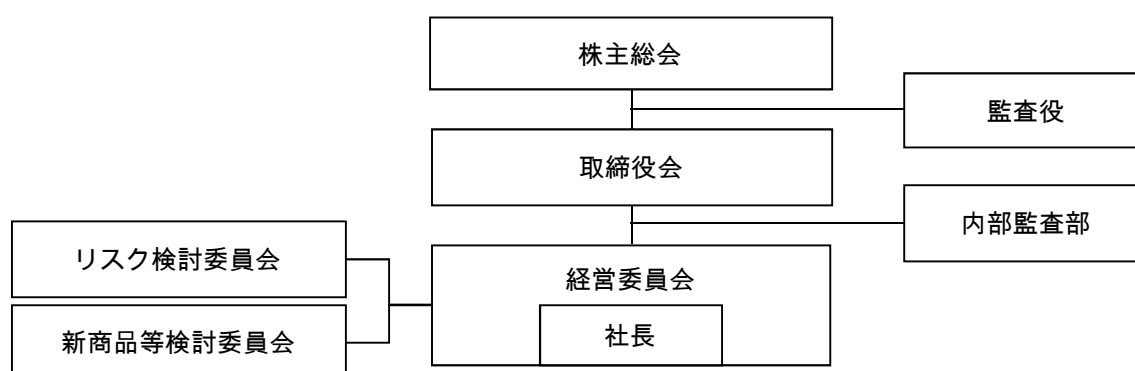 株主総会
監査役
取締役会
内部監査部
リスク検討委員会
経営委員会
社長
新商品等検討委員会